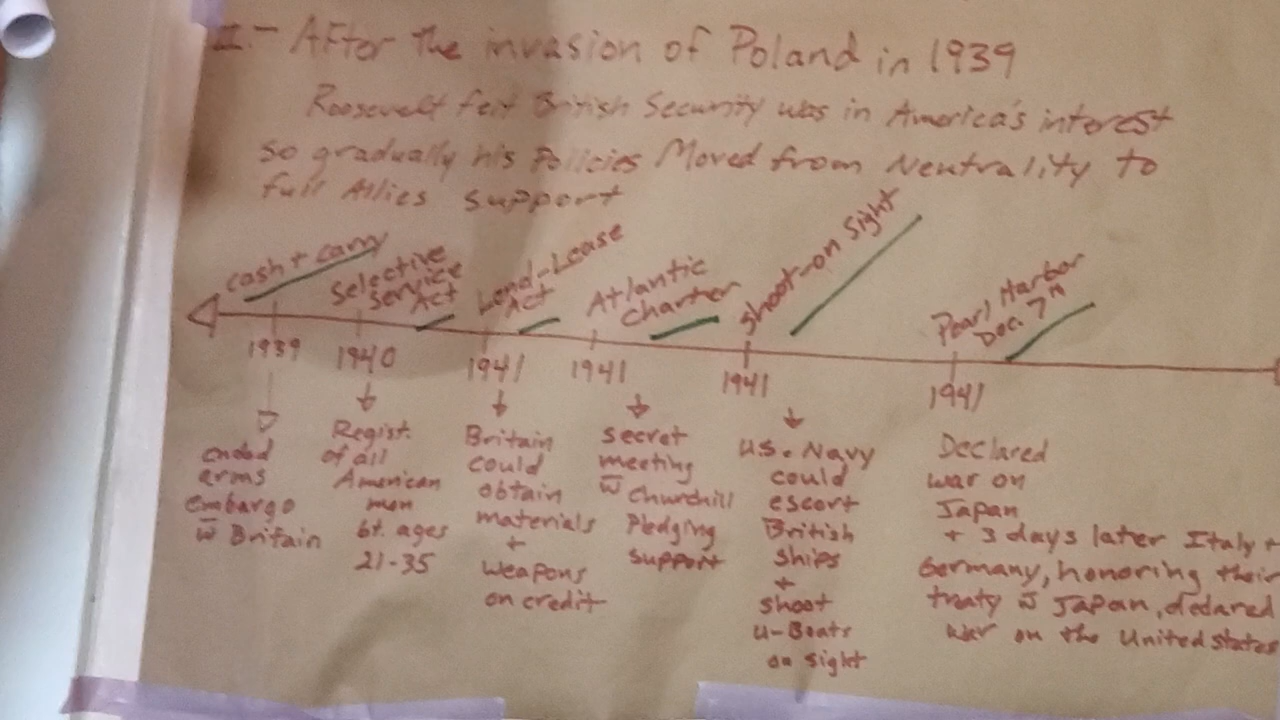 I.- After the invasion of Poland in 1939
Roosevelt felt British Security was in America's interest
so gradually his Policies Moved from Neutrality to
full Allies support
cash + carry
Selective
Service
Act
Lend-Lease
Act
Atlantic
Charter
Shoot-on Sight
Pearl Harbor
Dec. 7th
1939
1940
1941
1941
1941
1941
ended
arms
embargo
w̄ Britain
Regist.
of all
American
men
bt. ages
21-35
Britain
could
obtain
materials
+
weapons
on credit
secret
meeting
w̄ Churchill
Pledging
support
U.S. Navy
could
escort
British
ships
+
shoot
U-Boats
on sight
Declared
war on
Japan
+ 3 days later Italy +
Germany, honoring their
treaty w̄ Japan, declared
war on the United States